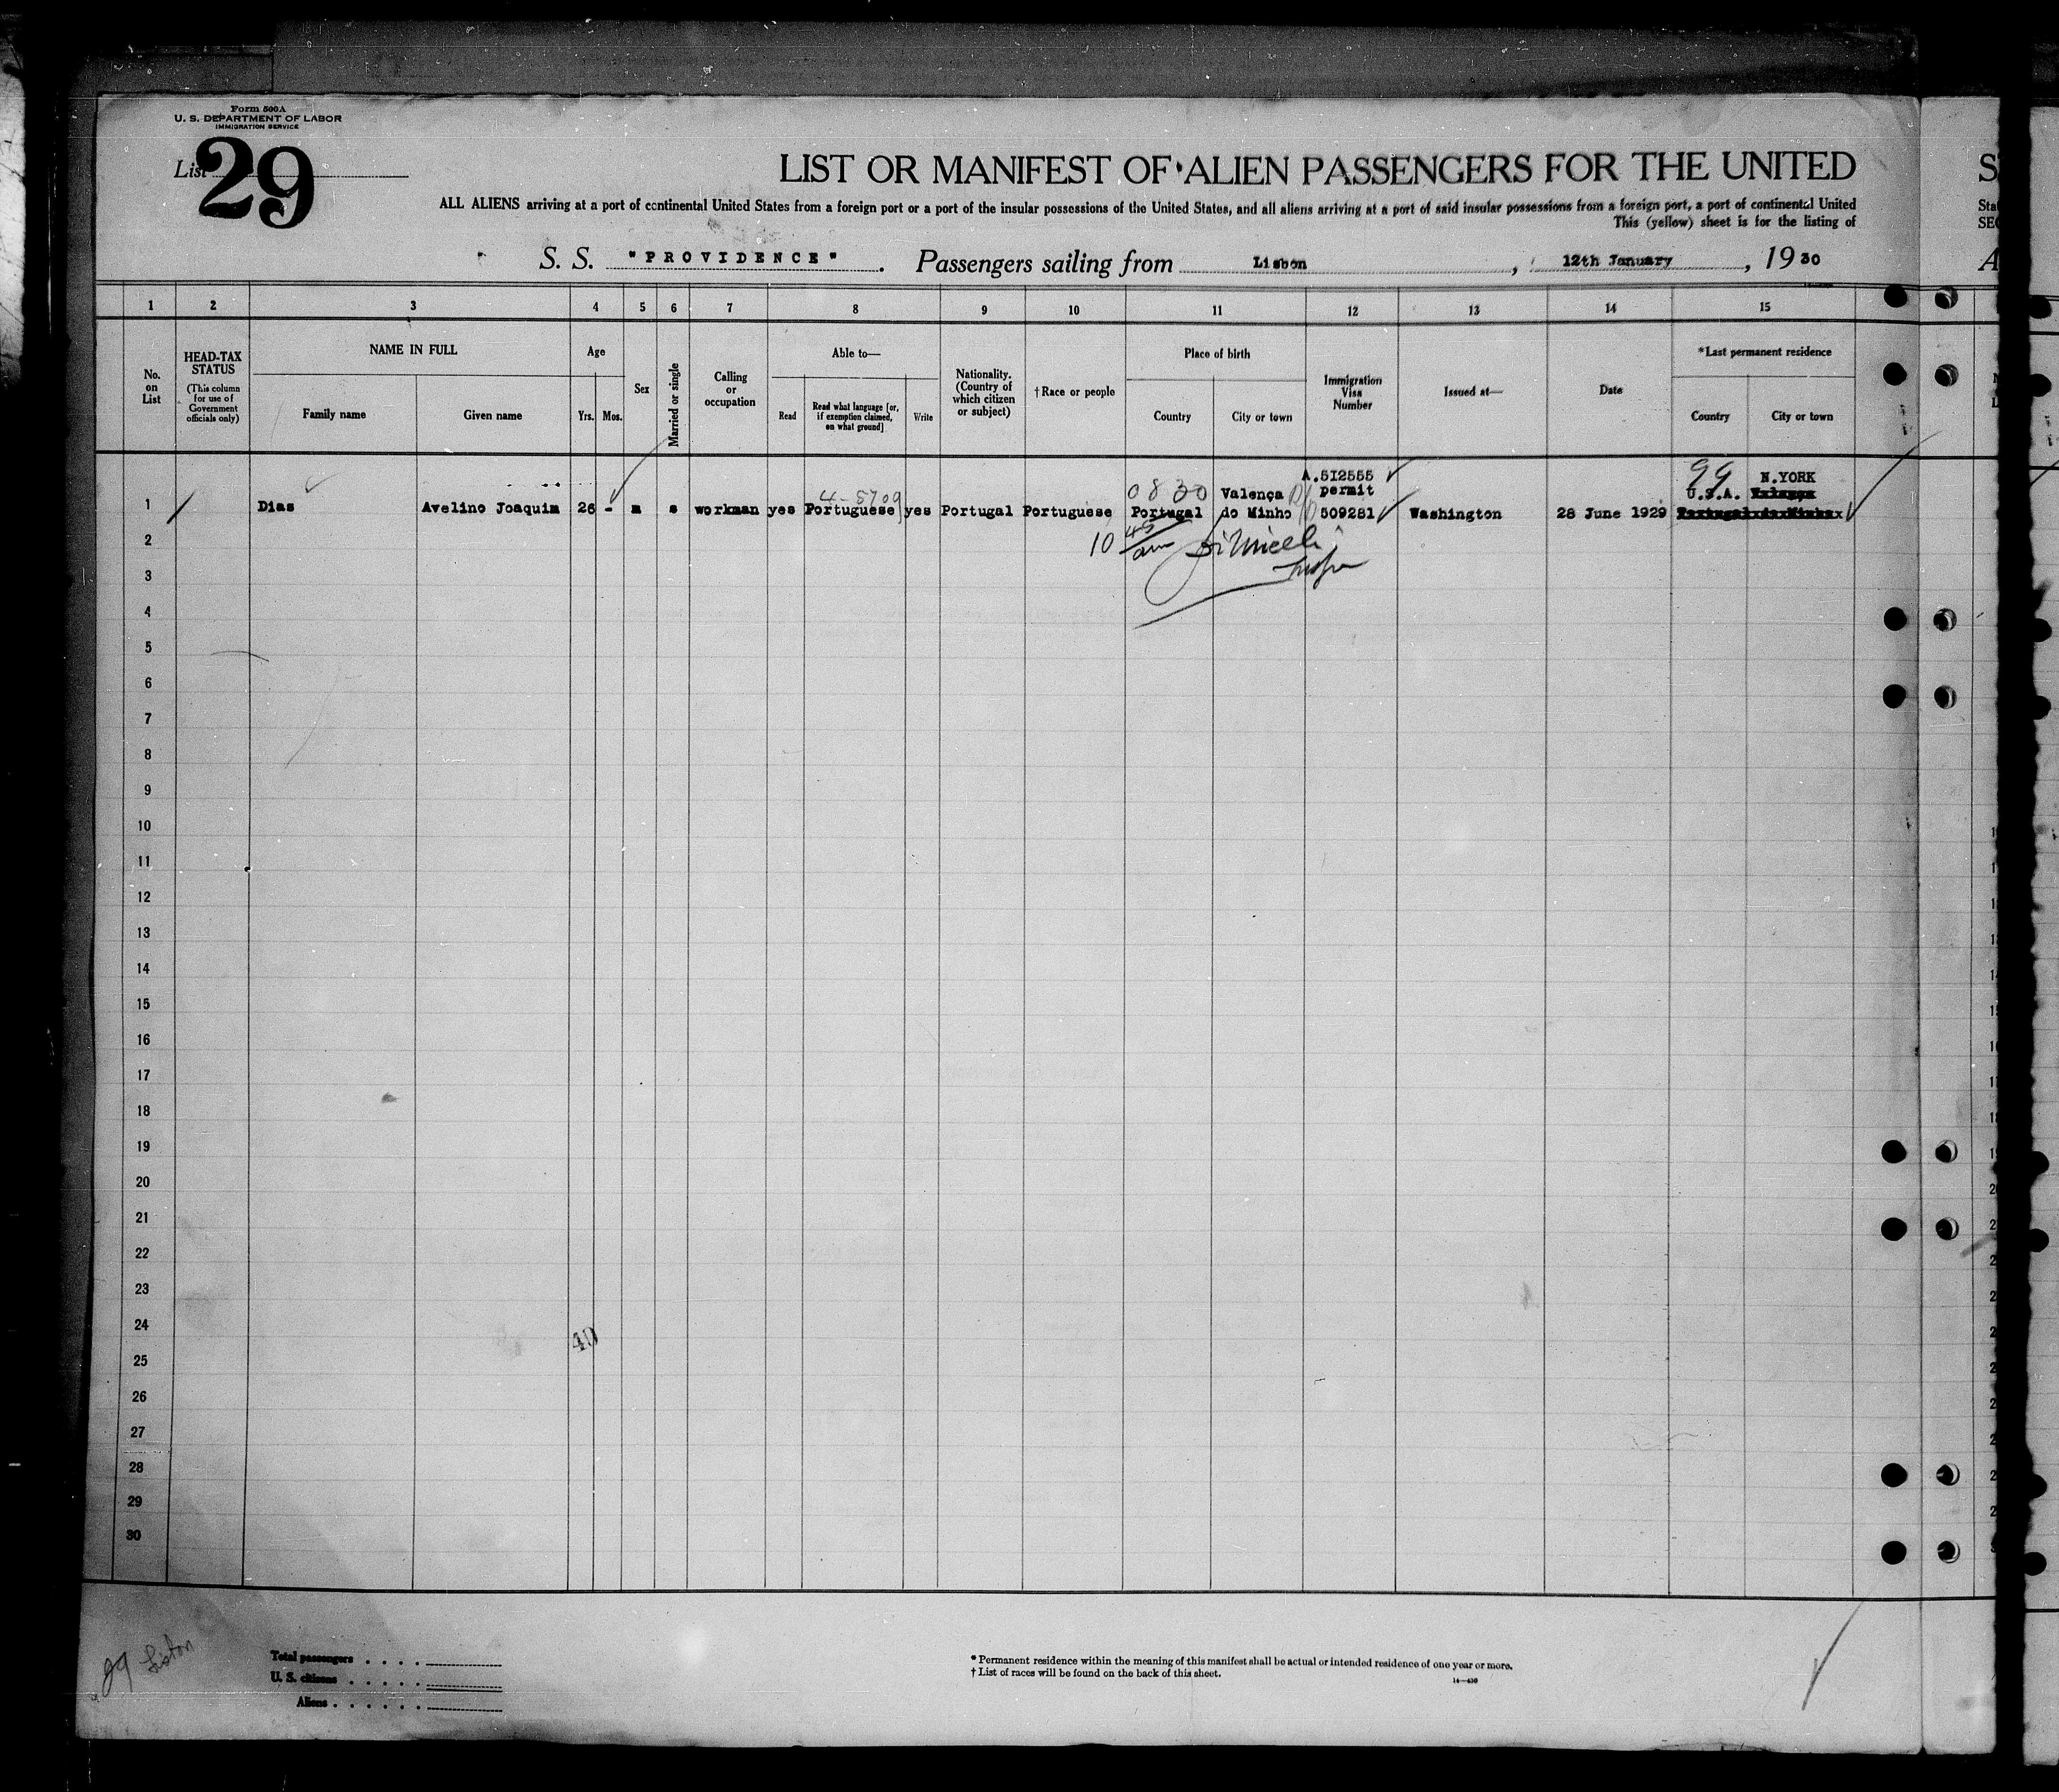 Form 500A
U. S. DEPARTMENT OF LABOR
IMMIGRATION SERVICE
List 29
LIST OR MANIFEST OF ALIEN PASSENGERS FOR THE UNITED
ALL ALIENS arriving at a port of continental United States from a foreign port or a port of the insular possessions of the United States, and all aliens arriving at a port of said insular possessions from a foreign port, a port of continental United
This (yellow) sheet is for the listing of
S. S. "PROVIDENCE". Passengers sailing from Lisbon, 12th January, 1930
1 2 3 4 5 6 7 8 9 10 11 12 13 14 15
No. on List
HEAD-TAX STATUS
(This column for use of Government officials only)
NAME IN FULL
Family name
Given name
Age
Yrs. Mos.
Sex
Married or single
Calling or occupation
Able to—
Read
Read what language [or, if exemption claimed, on what ground]
Write
Nationality. (Country of which citizen or subject)
†Race or people
Place of birth
Country
City or town
Immigration Visa Number
Issued at—
Date
*Last permanent residence
Country
City or town
A.512555
99 N.YORK
4-5709
0830 Valença permit U.S.A.
1 Dias Avelino Joaquim 26 - m s workman yes Portuguese yes Portugal Portuguese Portugal do Minho 509281 Washington 28 June 1929
10 45/am
2
3
4
5
6
7
8
9
10
11
12
13
14
15
16
17
18
19
20
21
22
23
24
40
25
26
27
28
29
30
29 Lisbon
Total passengers
U. S. citizens
Aliens
* Permanent residence within the meaning of this manifest shall be actual or intended residence of one year or more.
† List of races will be found on the back of this sheet.